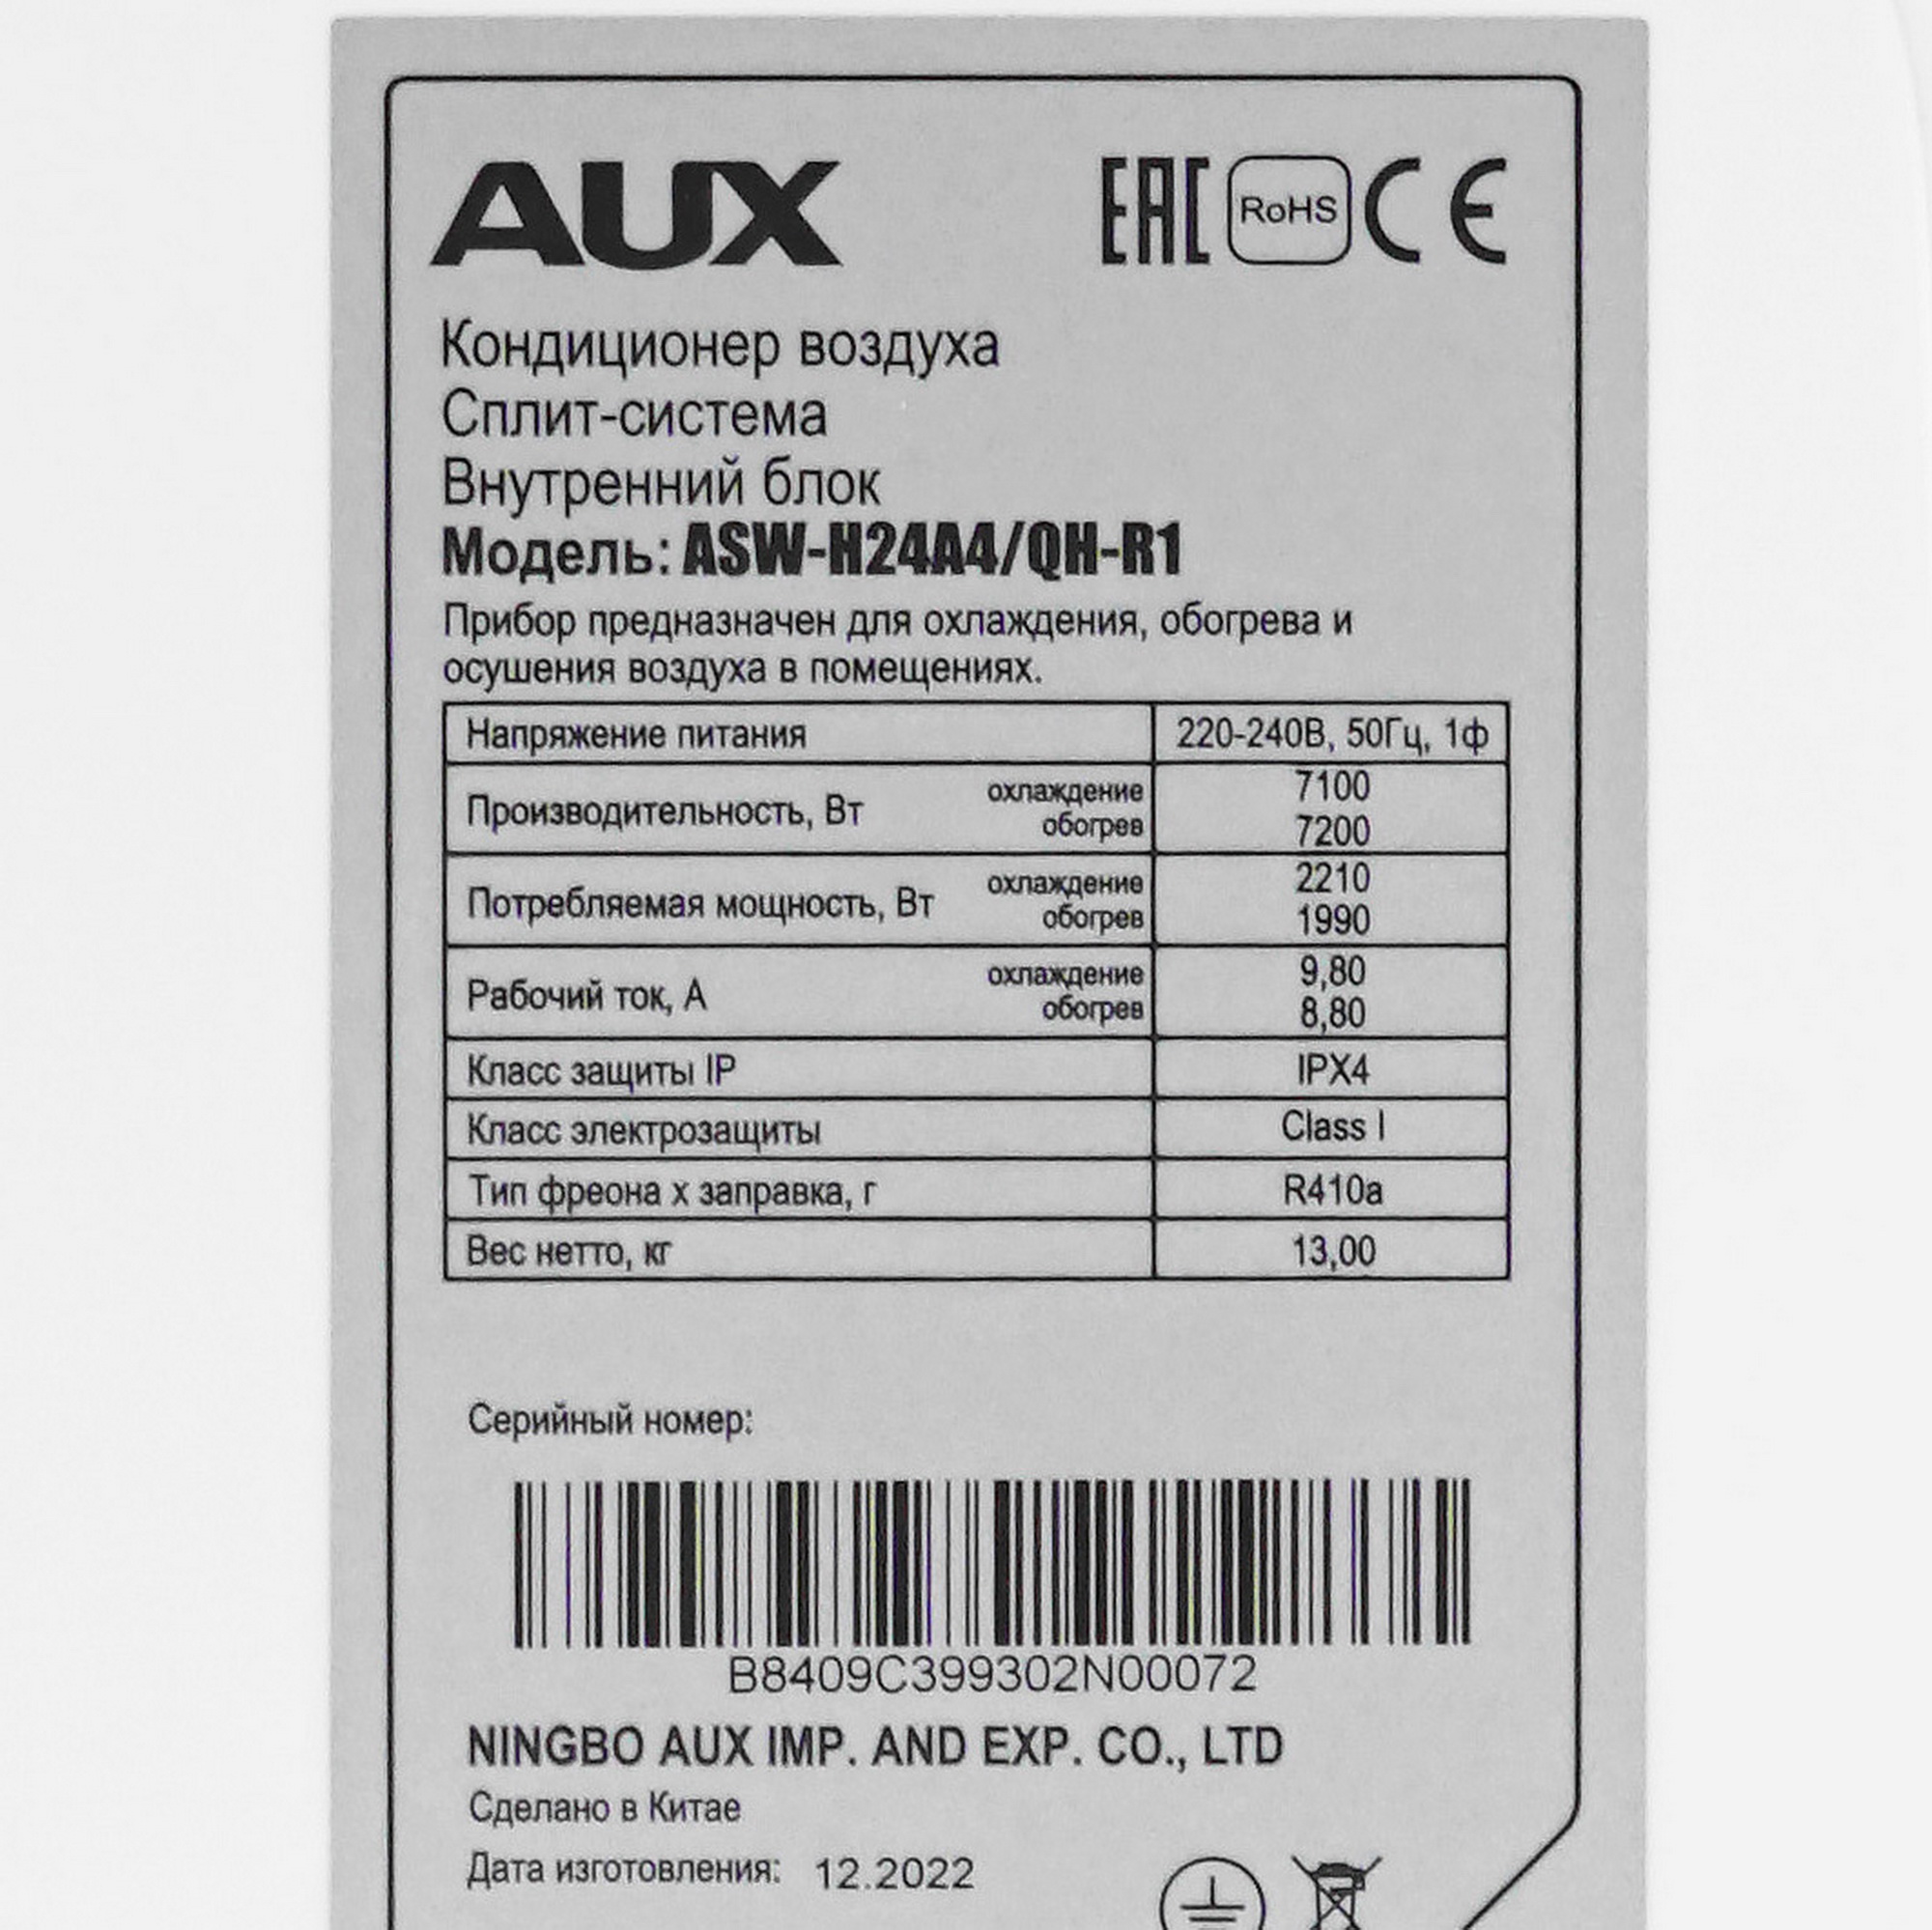 AUX
EAC RoHS CE
Кондиционер воздуха
Сплит-система
Внутренний блок
Модель: ASW-H24A4/QH-R1
Прибор предназначен для охлаждения, обогрева и
осушения воздуха в помещениях.
Напряжение питания 220-240В, 50Гц, 1ф
Производительность, Вт охлаждение 7100
обогрев 7200
Потребляемая мощность, Вт охлаждение 2210
обогрев 1990
Рабочий ток, А охлаждение 9,80
обогрев 8,80
Класс защиты IP IPX4
Класс электрозащиты Class I
Тип фреона х заправка, г R410a
Вес нетто, кг 13,00
Серийный номер:
B8409C399302N00072
NINGBO AUX IMP. AND EXP. CO., LTD
Сделано в Китае
Дата изготовления: 12.2022